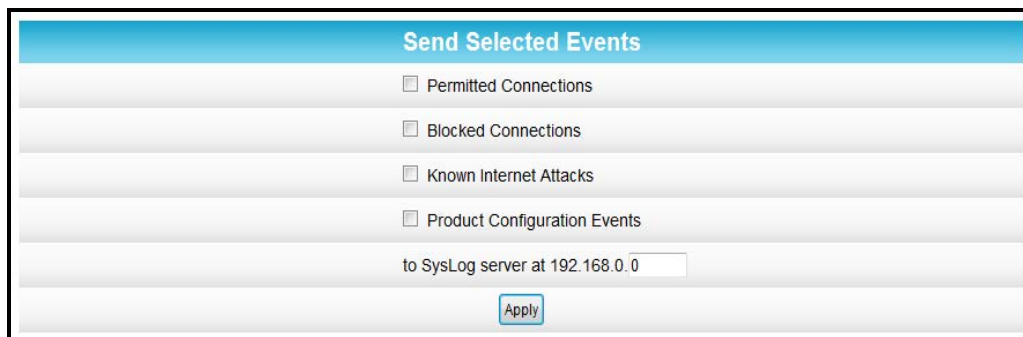 Send Selected Events
Permitted Connections
Blocked Connections
Known Internet Attacks
Product Configuration Events
to SysLog server at 192.168.0.0
Apply